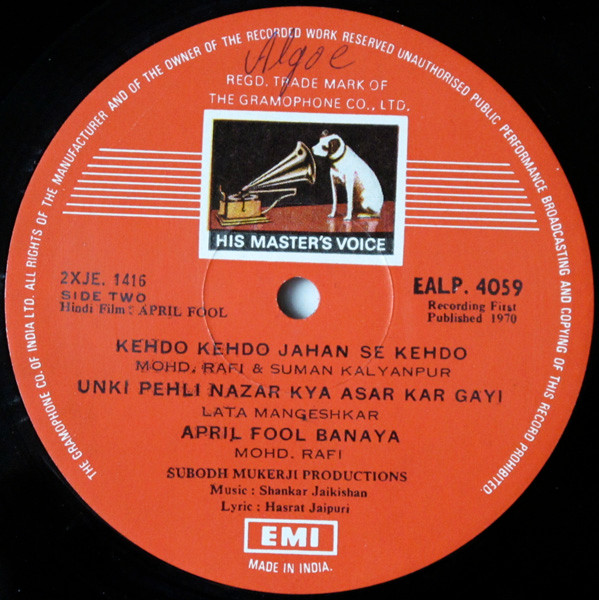 THE GRAMOPHONE CO. OF INDIA LTD. ALL RIGHTS OF THE MANUFACTURER AND OF THE OWNER OF THE RECORDED WORK RESERVED UNAUTHORISED PUBLIC PERFORMANCE BROADCASTING AND COPYING OF THIS RECORD PROHIBITED.
Algoe
REGD. TRADE MARK OF
THE GRAMOPHONE CO., LTD.
HIS MASTER'S VOICE
2XJE. 1416
SIDE TWO
Hindi Film : APRIL FOOL
EALP. 4059
Recording First
Published 1970
KEHDO KEHDO JAHAN SE KEHDO
MOHD. RAFI & SUMAN KALYANPUR
UNKI PEHLI NAZAR KYA ASAR KAR GAYI
LATA MANGESHKAR
APRIL FOOL BANAYA
MOHD. RAFI
SUBODH MUKERJI PRODUCTIONS
Music : Shankar Jaikishan
Lyric : Hasrat Jaipuri
EMI
MADE IN INDIA.